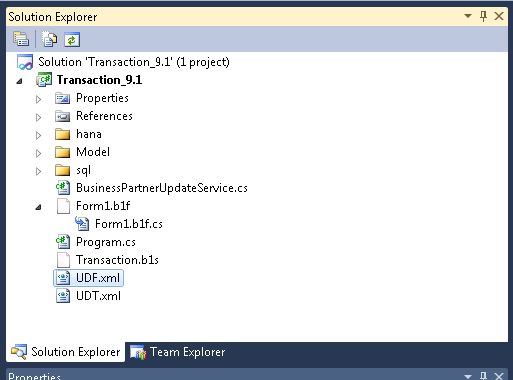 Solution Explorer
Solution 'Transaction_9.1' (1 project)
Transaction_9.1
Properties
References
hana
Model
sql
BusinessPartnerUpdateService.cs
Form1.b1f
Form1.b1f.cs
Program.cs
Transaction.b1s
UDF.xml
UDT.xml
Solution Explorer Team Explorer
Properties